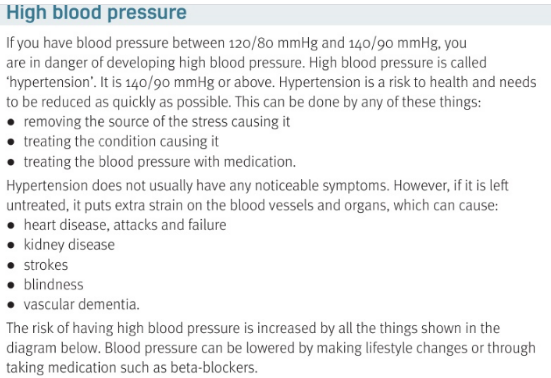 High blood pressure
If you have blood pressure between 120/80 mmHg and 140/90 mmHg, you
are in danger of developing high blood pressure. High blood pressure is called
‘hypertension’. It is 140/90 mmHg or above. Hypertension is a risk to health and needs
to be reduced as quickly as possible. This can be done by any of these things:
• removing the source of the stress causing it
• treating the condition causing it
• treating the blood pressure with medication.
Hypertension does not usually have any noticeable symptoms. However, if it is left
untreated, it puts extra strain on the blood vessels and organs, which can cause:
• heart disease, attacks and failure
• kidney disease
• strokes
• blindness
• vascular dementia.
The risk of having high blood pressure is increased by all the things shown in the
diagram below. Blood pressure can be lowered by making lifestyle changes or through
taking medication such as beta-blockers.